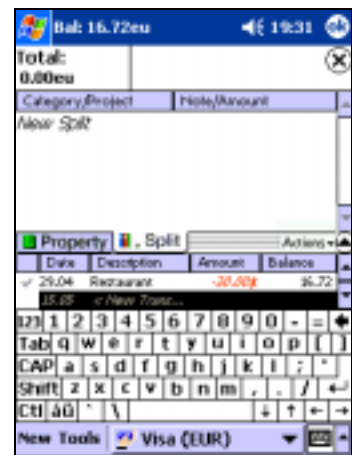 Bal: 16.72eu 19:31 ok
Total:
0.00eu
Category/Project Note/Amount
New Split
Property , Split Actions
Date Description Amount Balance
29.04 Restaurant -20.00 16.72
15.05 < New Trans...
123 1 2 3 4 5 6 7 8 9 0 - =
Tab q w e r t y u i o p [ ]
CAP a s d f g h j k l ; '
Shift z x c v b n m , . /
Ctl áü ` \
New Tools Visa (EUR)